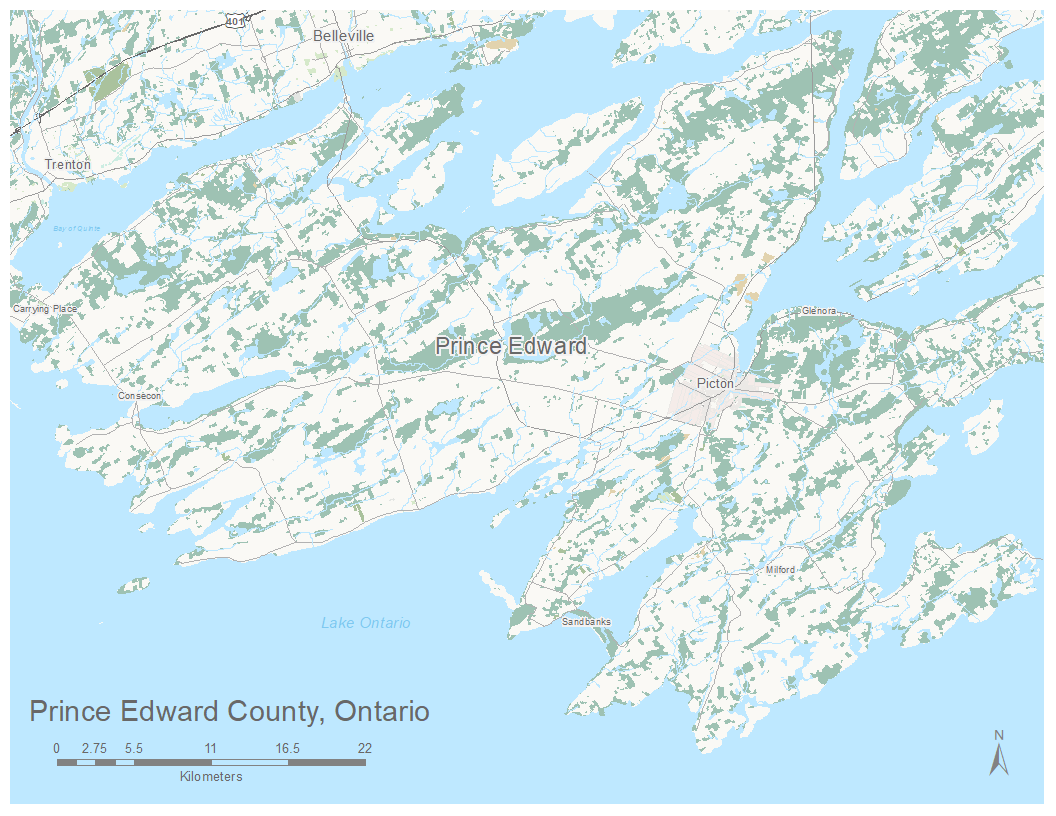 401
Belleville
Trenton
Bay of Quinte
Carrying Place
Glenora
Prince Edward
Picton
Consecon
Milford
Sandbanks
Lake Ontario
Prince Edward County, Ontario
0 2.75 5.5 11 16.5 22
Kilometers
N